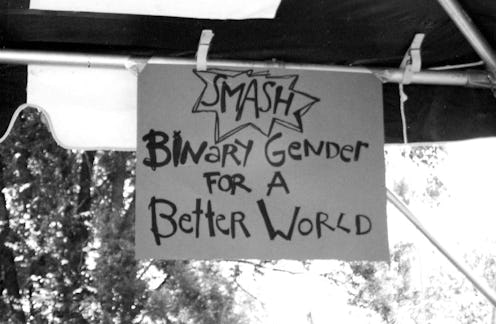 SMASH
BINARY GENDER
FOR A
BETTER WORLD